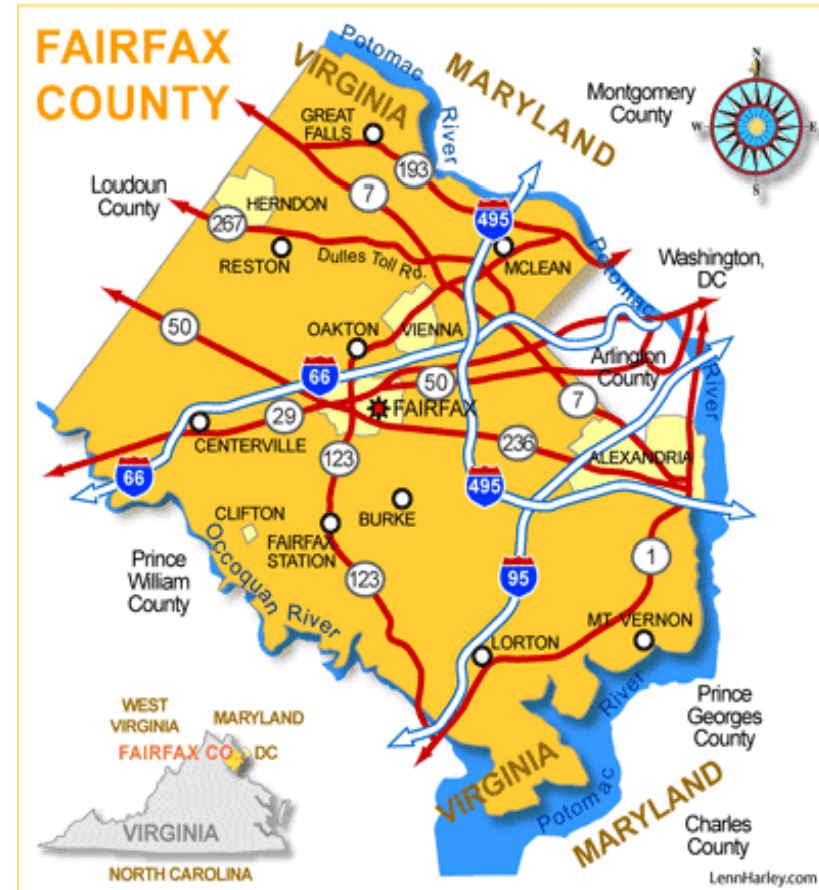 FAIRFAX
COUNTY
Potomac
River
VIRGINIA
MARYLAND
Montgomery
County
N
W
E
S
GREAT
FALLS
193
7
495
Loudoun
County
HERNDON
267
RESTON
Dulles Toll Rd.
MCLEAN
Potomac
River
Washington,
DC
50
OAKTON
VIENNA
66
50
Arlington
County
29
FAIRFAX
7
CENTERVILLE
123
236
ALEXANDRIA
66
495
CLIFTON
BURKE
FAIRFAX
STATION
Occoquan River
Prince
William
County
123
95
1
LORTON
MT. VERNON
Potomac
River
Prince
Georges
County
VIRGINIA
MARYLAND
Charles
County
WEST
VIRGINIA
MARYLAND
FAIRFAX CO.
DC
VIRGINIA
NORTH CAROLINA
LennHarley.com